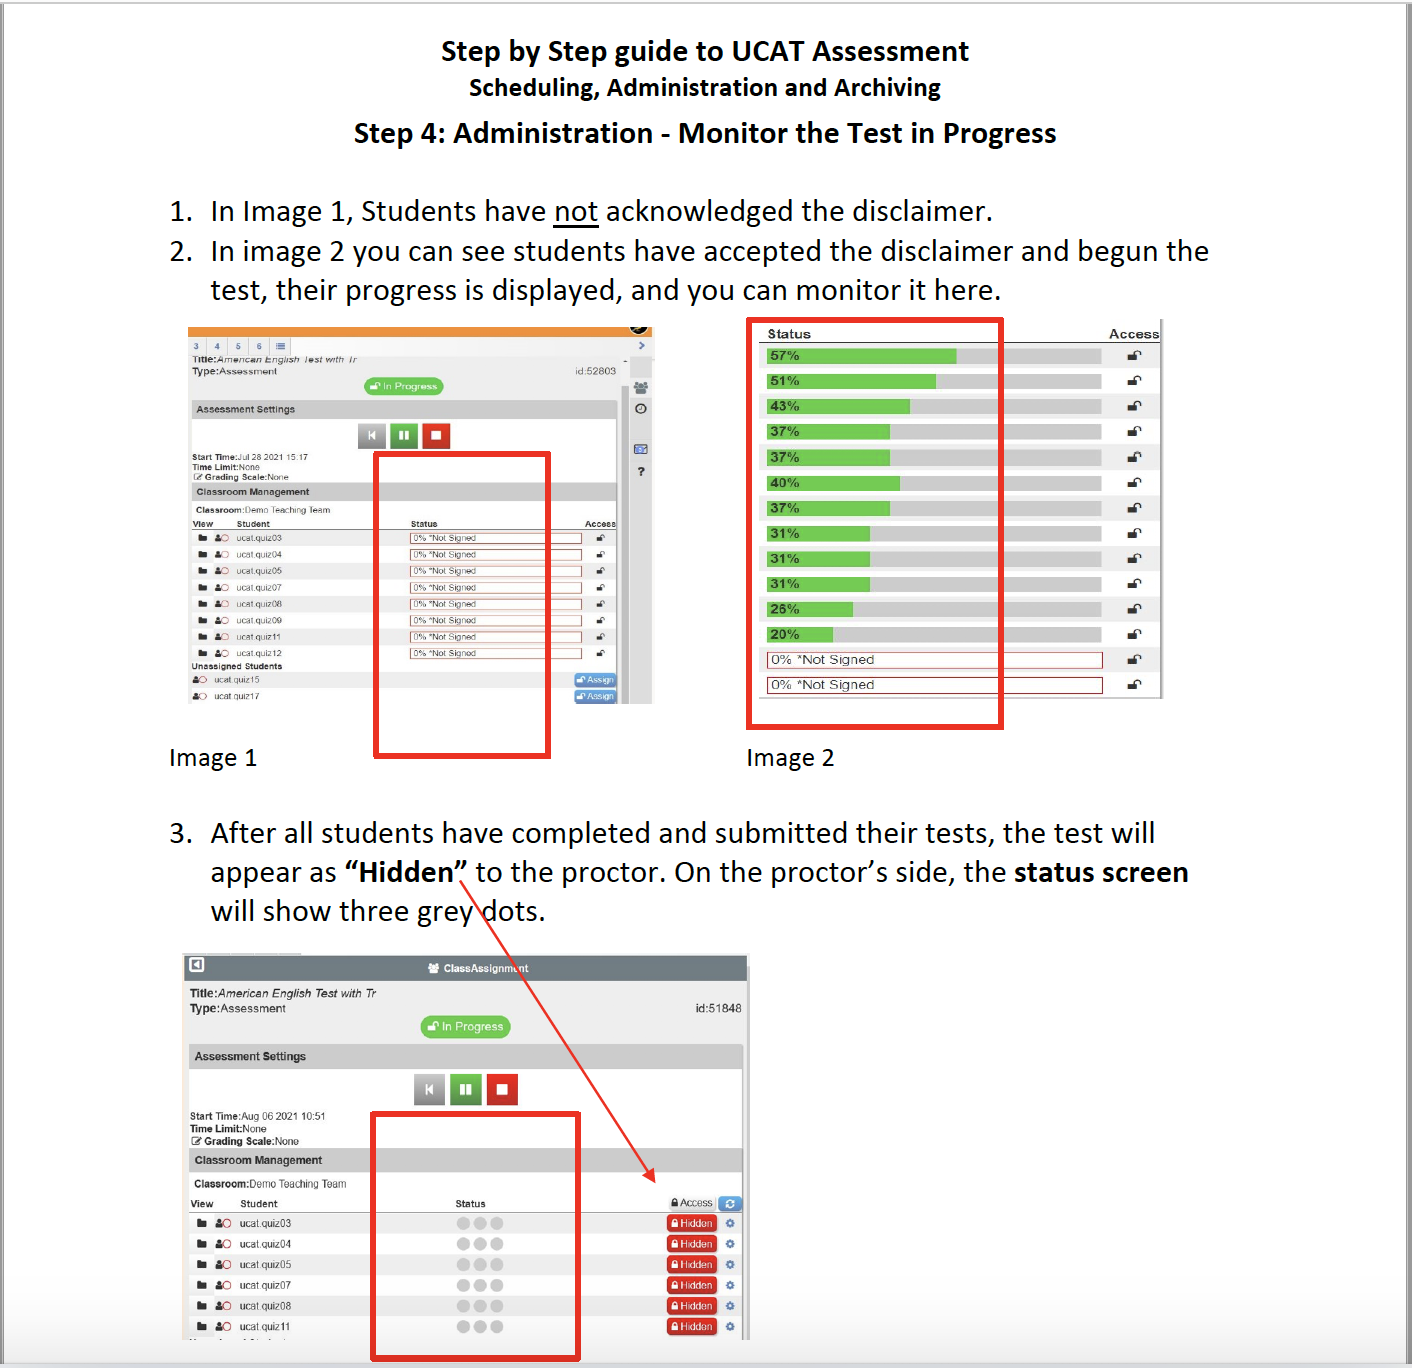 Step by Step guide to UCAT Assessment
Scheduling, Administration and Archiving
Step 4: Administration - Monitor the Test in Progress
1. In Image 1, Students have not acknowledged the disclaimer.
2. In image 2 you can see students have accepted the disclaimer and begun the
test, their progress is displayed, and you can monitor it here.
3 4 5 6
Title:American English Test with Tr
Type:Assessment id:52803
In Progress
Assessment Settings
Start Time:Jul 28 2021 15:17
Time Limit:None
Grading Scale:None
Classroom Management
Classroom:Demo Teaching Team
View Student Status Access
ucat.quiz03 0% *Not Signed
ucat.quiz04 0% *Not Signed
ucat.quiz05 0% *Not Signed
ucat.quiz07 0% *Not Signed
ucat.quiz08 0% *Not Signed
ucat.quiz09 0% *Not Signed
ucat.quiz11 0% *Not Signed
ucat.quiz12 0% *Not Signed
Unassigned Students
ucat.quiz15 Assign
ucat.quiz17 Assign
?
Image 1
Status Access
57%
51%
43%
37%
37%
40%
37%
31%
31%
31%
26%
20%
0% *Not Signed
0% *Not Signed
Image 2
3. After all students have completed and submitted their tests, the test will
appear as “Hidden” to the proctor. On the proctor’s side, the status screen
will show three grey dots.
ClassAssignment
Title:American English Test with Tr
Type:Assessment id:51848
In Progress
Assessment Settings
Start Time:Aug 06 2021 10:51
Time Limit:None
Grading Scale:None
Classroom Management
Classroom:Demo Teaching Team
View Student Status Access
ucat.quiz03 Hidden
ucat.quiz04 Hidden
ucat.quiz05 Hidden
ucat.quiz07 Hidden
ucat.quiz08 Hidden
ucat.quiz11 Hidden